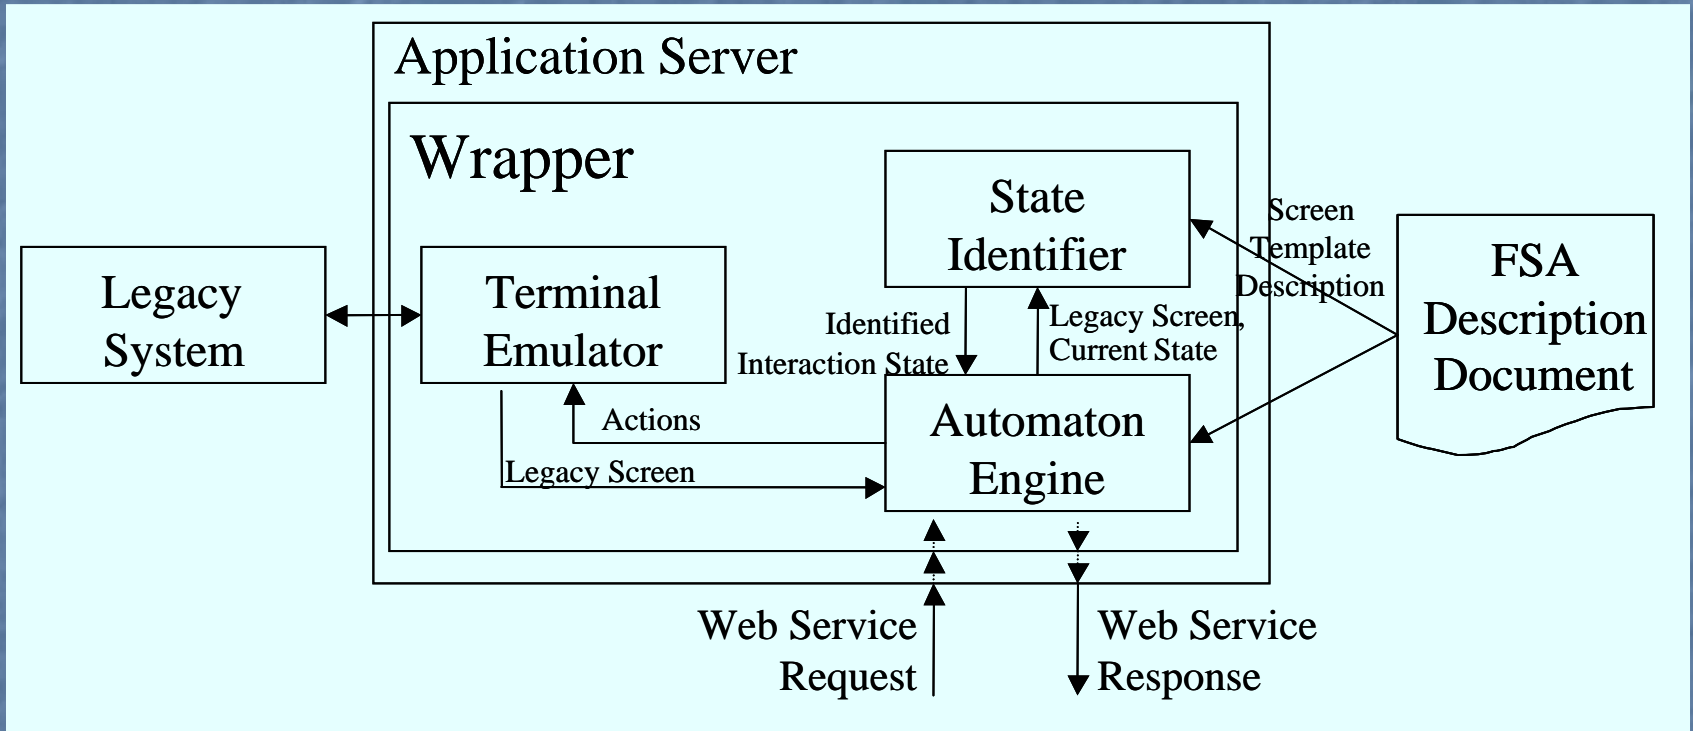 Application Server
Wrapper
State
Identifier
Screen
Template
Description
FSA
Description
Document
Legacy
System
Terminal
Emulator
Identified
Interaction State
Legacy Screen,
Current State
Actions
Legacy Screen
Automaton
Engine
Web Service
Request
Web Service
Response